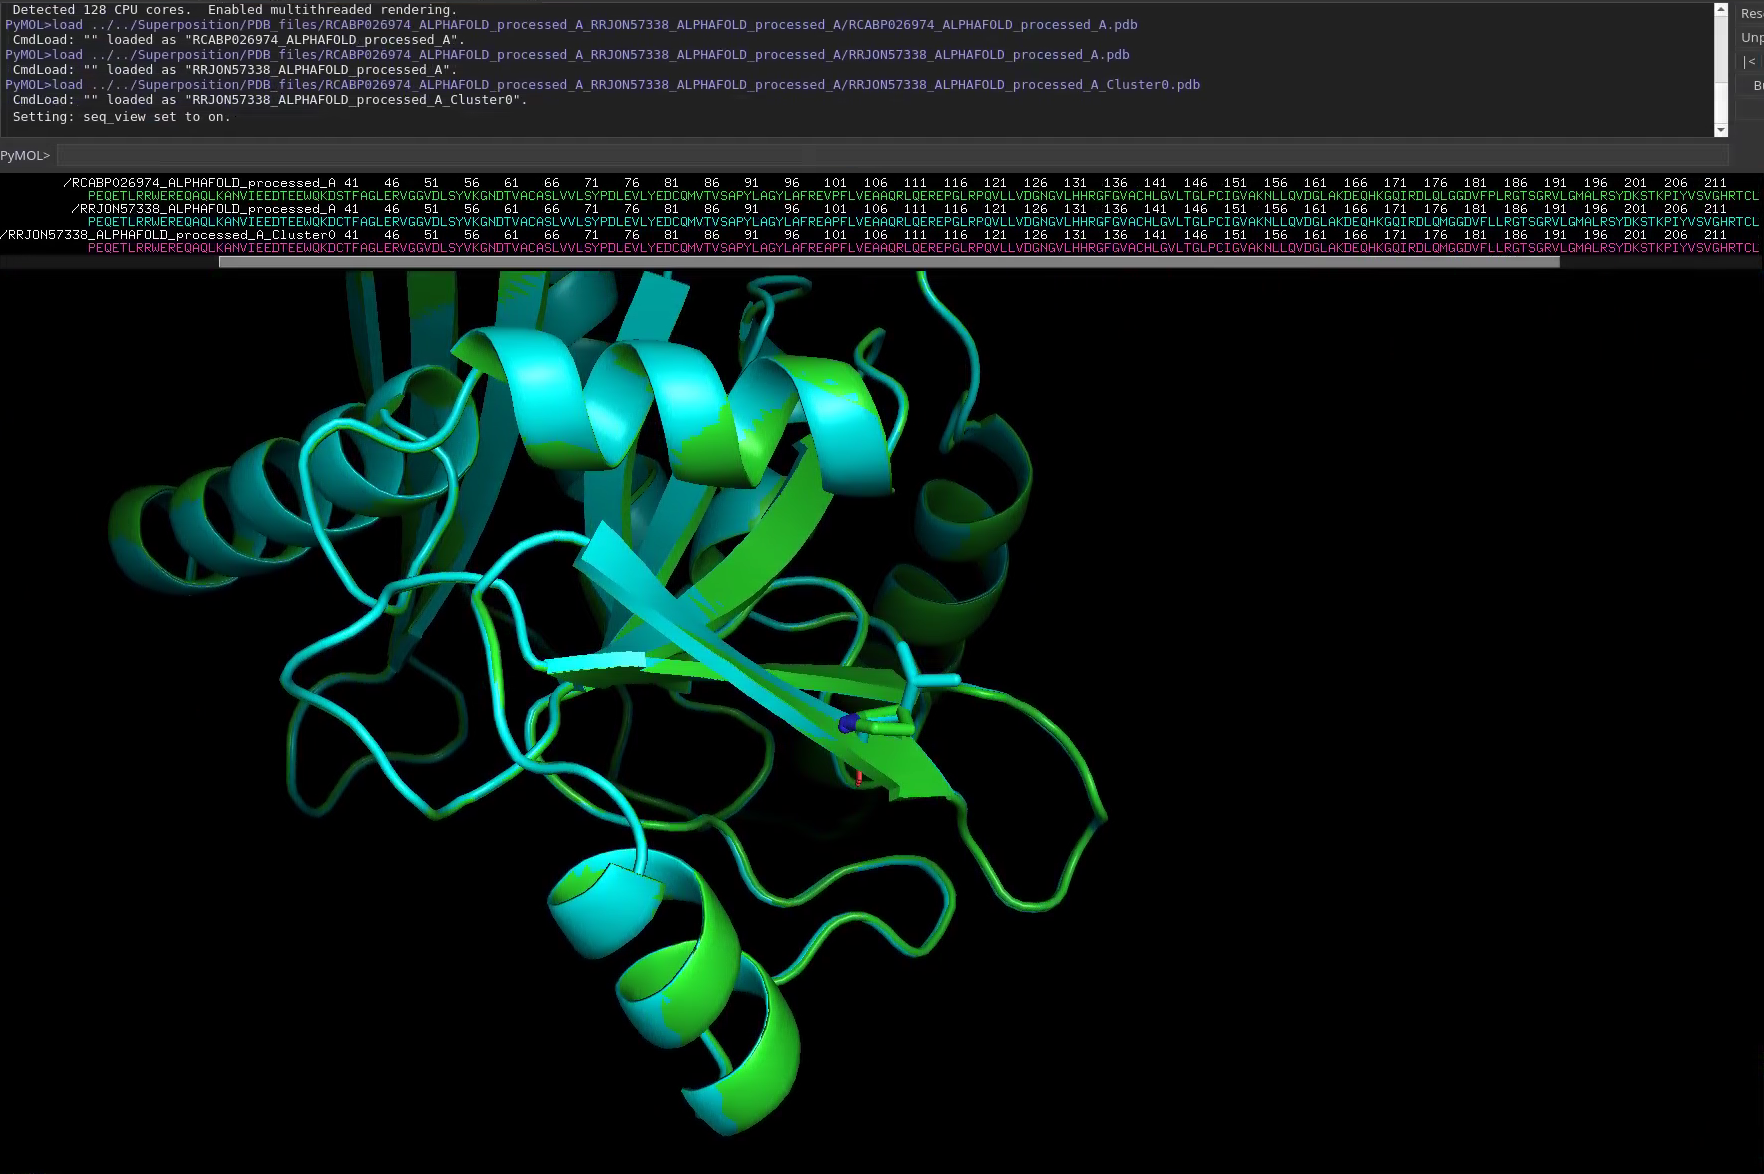 Detected 128 CPU cores.  Enabled multithreaded rendering.
PyMOL>load ../../Superposition/PDB_files/RCABP026974_ALPHAFOLD_processed_A_RRJON57338_ALPHAFOLD_processed_A/RCABP026974_ALPHAFOLD_processed_A.pdb
CmdLoad: "" loaded as "RCABP026974_ALPHAFOLD_processed_A".
PyMOL>load ../../Superposition/PDB_files/RCABP026974_ALPHAFOLD_processed_A_RRJON57338_ALPHAFOLD_processed_A/RRJON57338_ALPHAFOLD_processed_A.pdb
CmdLoad: "" loaded as "RRJON57338_ALPHAFOLD_processed_A".
PyMOL>load ../../Superposition/PDB_files/RCABP026974_ALPHAFOLD_processed_A_RRJON57338_ALPHAFOLD_processed_A/RRJON57338_ALPHAFOLD_processed_A_Cluster0.pdb
CmdLoad: "" loaded as "RRJON57338_ALPHAFOLD_processed_A_Cluster0".
Setting: seq_view set to on.
Res
Unp
|<
Bu
PyMOL>
/RCABP026974_ALPHAFOLD_processed_A 41 46 51 56 61 66 71 76 81 86 91 96 101 106 111 116 121 126 131 136 141 146 151 156 161 166 171 176 181 186 191 196 201 206 211
PEQETLRRWEREQAQLKANVIEEDTEEWQKDSTFAGLERVGGVDLSYVKGNDTVACASLVVLSYPDLEVLYEDCQMVTVSAPYLAGYLAFREVPFLVEAAQRLQEREPGLRPQVLLVDGNGVLHHRGFGVACHLGVLTGLPCIGVAKNLLQVDGLAKDEQHKGQIRDLQLGGDVFPLRGTSGRVLGMALRSYDKSTKPIYVSVGHRTCL
/RRJON57338_ALPHAFOLD_processed_A 41 46 51 56 61 66 71 76 81 86 91 96 101 106 111 116 121 126 131 136 141 146 151 156 161 166 171 176 181 186 191 196 201 206 211
PEQETLRRWEREQAQLKANVIEEDTEEWQKDCTFAGLERVGGVDLSYVKGNDTVACASLVVLSYPDLEVLYEDCQMVTVSAPYLAGYLAFREAPFLVEAAQRLQEREPGLRPQVLLVDGNGVLHHRGFGVACHLGVLTGLPCIGVAKNLLQVDGLAKDEQHKGQIRDLQMGGDVFLLRGTSGRVLGMALRSYDKSTKPIYVSVGHRTCL
/RRJON57338_ALPHAFOLD_processed_A_Cluster0 41 46 51 56 61 66 71 76 81 86 91 96 101 106 111 116 121 126 131 136 141 146 151 156 161 166 171 176 181 186 191 196 201 206 211
PEQETLRRWEREQAQLKANVIEEDTEEWQKDCTFAGLERVGGVDLSYVKGNDTVACASLVVLSYPDLEVLYEDCQMVTVSAPYLAGYLAFREAPFLVEAAQRLQEREPGLRPQVLLVDGNGVLHHRGFGVACHLGVLTGLPCIGVAKNLLQVDGLAKDEQHKGQIRDLQMGGDVFLLRGTSGRVLGMALRSYDKSTKPIYVSVGHRTCL